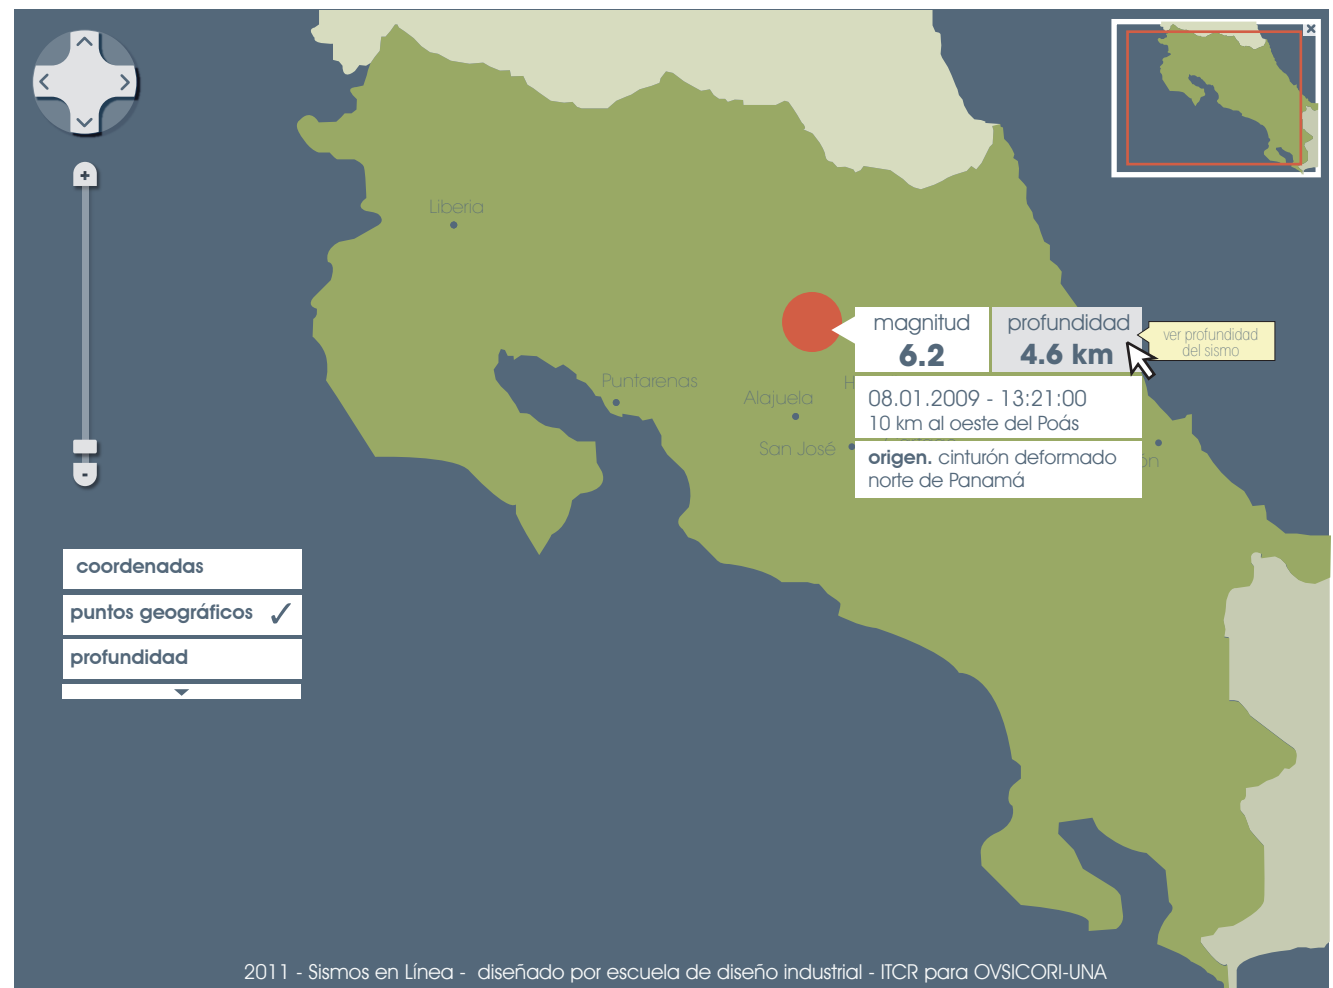 Liberia
magnitud
6.2
profundidad
4.6 km
ver profundidad
del sismo
Puntarenas
Alajuela
08.01.2009 - 13:21:00
10 km al oeste del Poás
San José
origen. cinturón deformado
norte de Panamá
coordenadas
puntos geográficos ✓
profundidad
2011 - Sismos en Línea - diseñado por escuela de diseño industrial - ITCR para OVSICORI-UNA